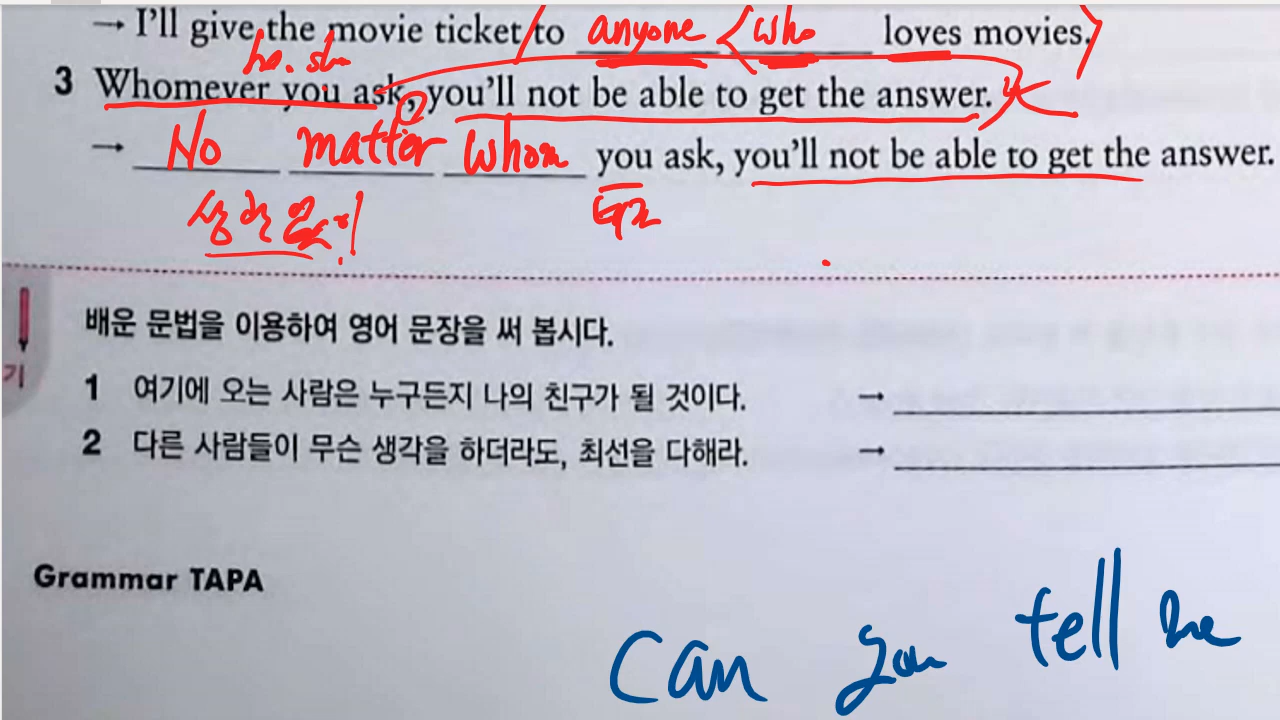 → I'll give the movie ticket to anyone who loves movies.
3 Whomever you ask, you'll not be able to get the answer.
→ No matter whom you ask, you'll not be able to get the answer.
상관 없이
배운 문법을 이용하여 영어 문장을 써 봅시다.
기
1 여기에 오는 사람은 누구든지 나의 친구가 될 것이다. →
2 다른 사람들이 무슨 생각을 하더라도, 최선을 다해라. →
Grammar TAPA
can you tell me